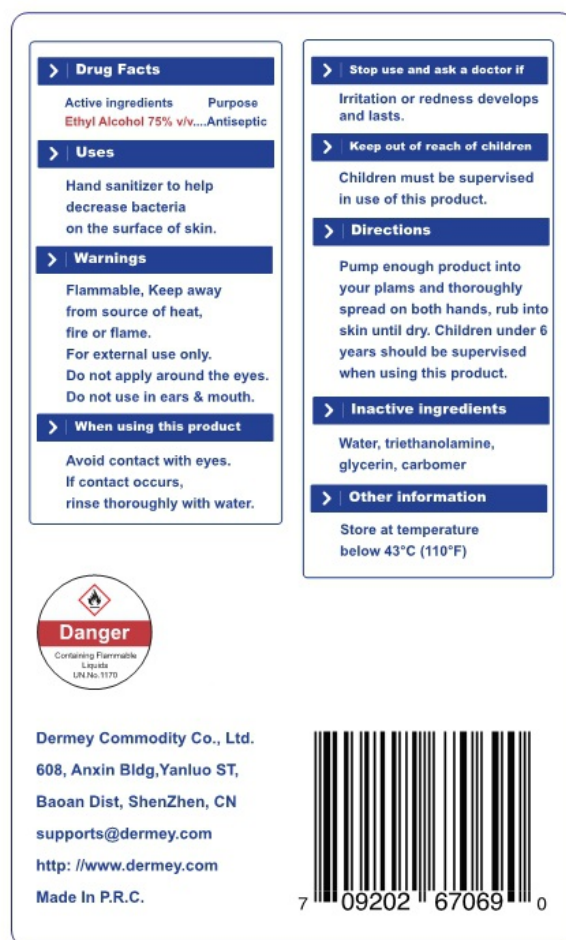 Drug Facts
Active ingredients Purpose
Ethyl Alcohol 75% v/v....Antiseptic
Uses
Hand sanitizer to help
decrease bacteria
on the surface of skin.
Warnings
Flammable, Keep away
from source of heat,
fire or flame.
For external use only.
Do not apply around the eyes.
Do not use in ears & mouth.
When using this product
Avoid contact with eyes.
If contact occurs,
rinse thoroughly with water.
Stop use and ask a doctor if
Irritation or redness develops
and lasts.
Keep out of reach of children
Children must be supervised
in use of this product.
Directions
Pump enough product into
your plams and thoroughly
spread on both hands, rub into
skin until dry. Children under 6
years should be supervised
when using this product.
Inactive ingredients
Water, triethanolamine,
glycerin, carbomer
Other information
Store at temperature
below 43°C (110°F)
Danger
Containing Flammable
Liquids
UN.No.1170
Dermey Commodity Co., Ltd.
608, Anxin Bldg,Yanluo ST,
Baoan Dist, ShenZhen, CN
supports@dermey.com
http: //www.dermey.com
Made In P.R.C.
7 09202 67069 0